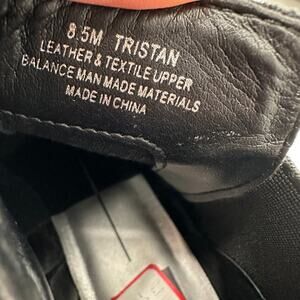 8.5M TRISTAN
LEATHER & TEXTILE UPPER
BALANCE MAN MADE MATERIALS
MADE IN CHINA